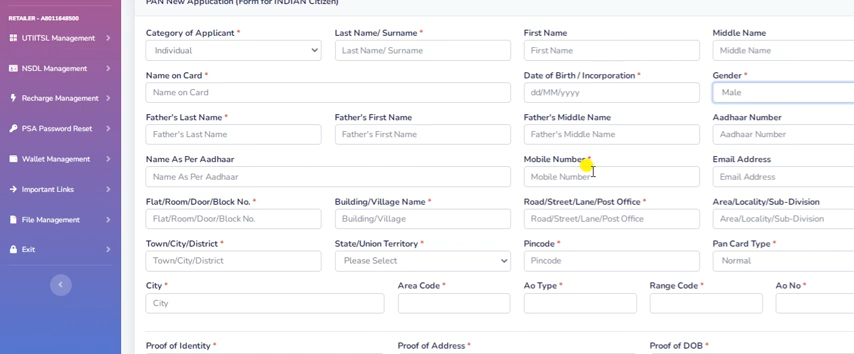 PAN New Application (Form for INDIAN Citizen)
RETAILER - A8011648500
UTIITSL Management
NSDL Management
Recharge Management
PSA Password Reset
Wallet Management
Important Links
File Management
Exit
Category of Applicant * Last Name/ Surname * First Name Middle Name
Individual Last Name/ Surname First Name Middle Name
Name on Card * Date of Birth / Incorporation * Gender *
Name on Card dd/MM/yyyy Male
Father's Last Name * Father's First Name Father's Middle Name Aadhaar Number
Father's Last Name Father's First Name Father's Middle Name Aadhaar Number
Name As Per Aadhaar Mobile Number * Email Address
Name As Per Aadhaar Mobile Number Email Address
Flat/Room/Door/Block No. * Building/Village Name * Road/Street/Lane/Post Office * Area/Locality/Sub-Division
Flat/Room/Door/Block No. Building/Village Road/Street/Lane/Post Office Area/Locality/Sub-Division
Town/City/District * State/Union Territory * Pincode * Pan Card Type *
Town/City/District Please Select Pincode Normal
City * Area Code * Ao Type * Range Code * Ao No *
City
Proof of Identity * Proof of Address * Proof of DOB *